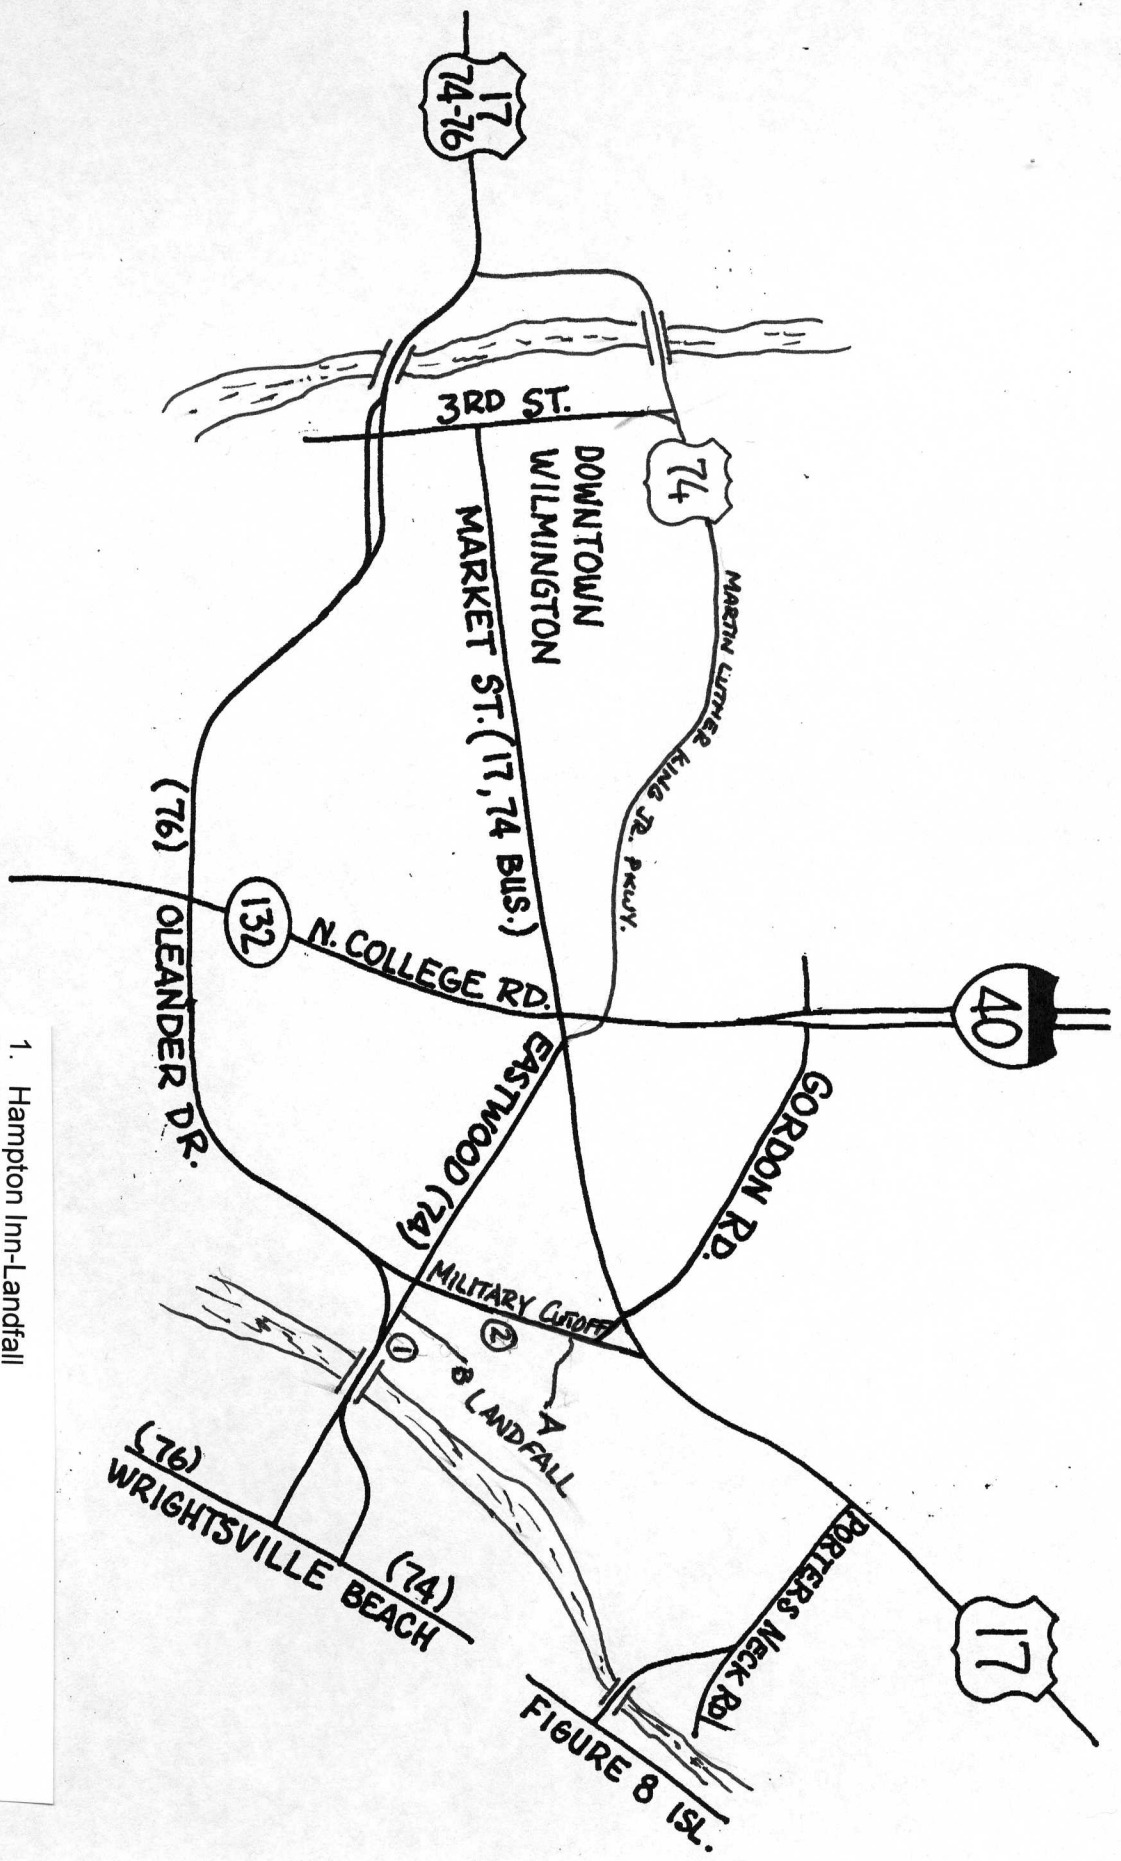 17
74-76
3RD ST.
DOWNTOWN
WILMINGTON
74
MARTIN LUTHER KING JR. PKWY.
MARKET ST. (17, 74 BUS.)
(76) OLEANDER DR.
132
N. COLLEGE RD.
40
GORDON RD.
EASTWOOD (74)
MILITARY CUTOFF
2
1
A
B LANDFALL
PORTERS NECK RD
17
(76)
(74)
WRIGHTSVILLE BEACH
FIGURE 8 ISL.
1. Hampton Inn-Landfall